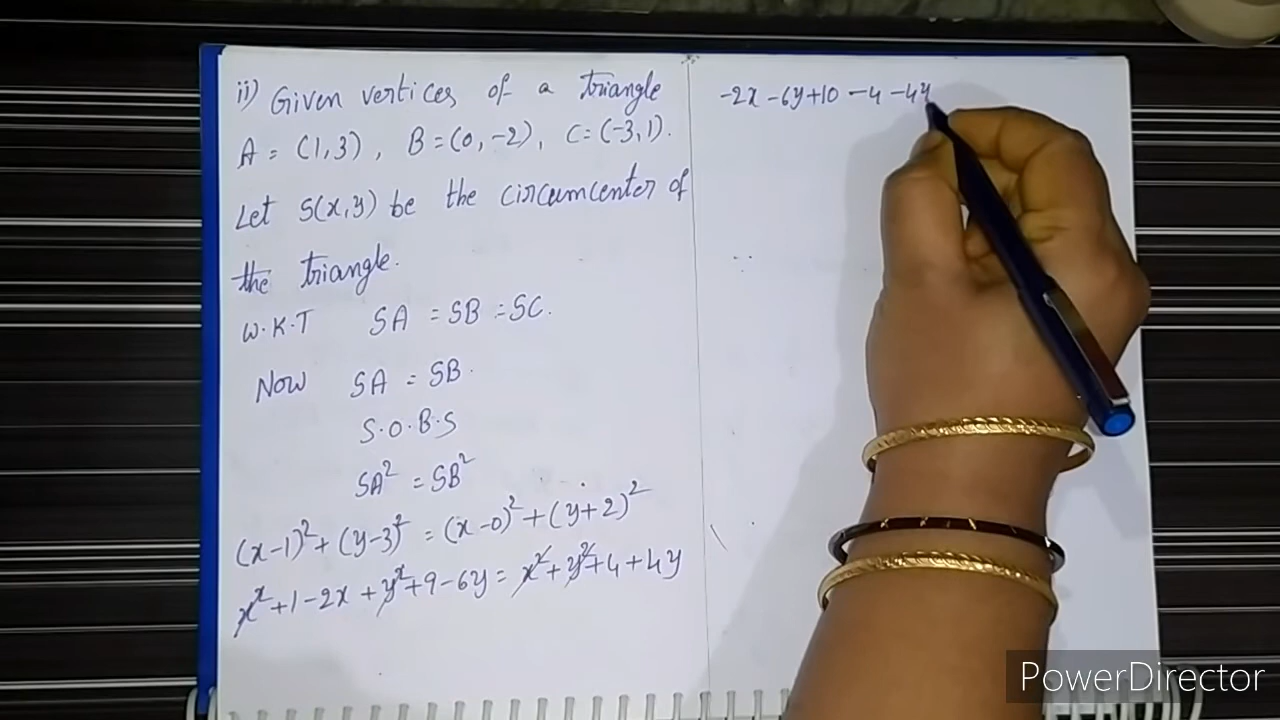 ii) Given vertices of a triangle
A = (1,3), B = (0,-2), C = (-3,1).
Let S(x,y) be the circumcenter of
the triangle.
W.K.T SA = SB = SC.
Now SA = SB.
S.O.B.S
SA² = SB²
(x-1)² + (y-3)² = (x-0)² + (y+2)²
x² + 1 - 2x + y² + 9 - 6y = x² + y² + 4 + 4y
-2x - 6y + 10 - 4 - 4y
PowerDirector